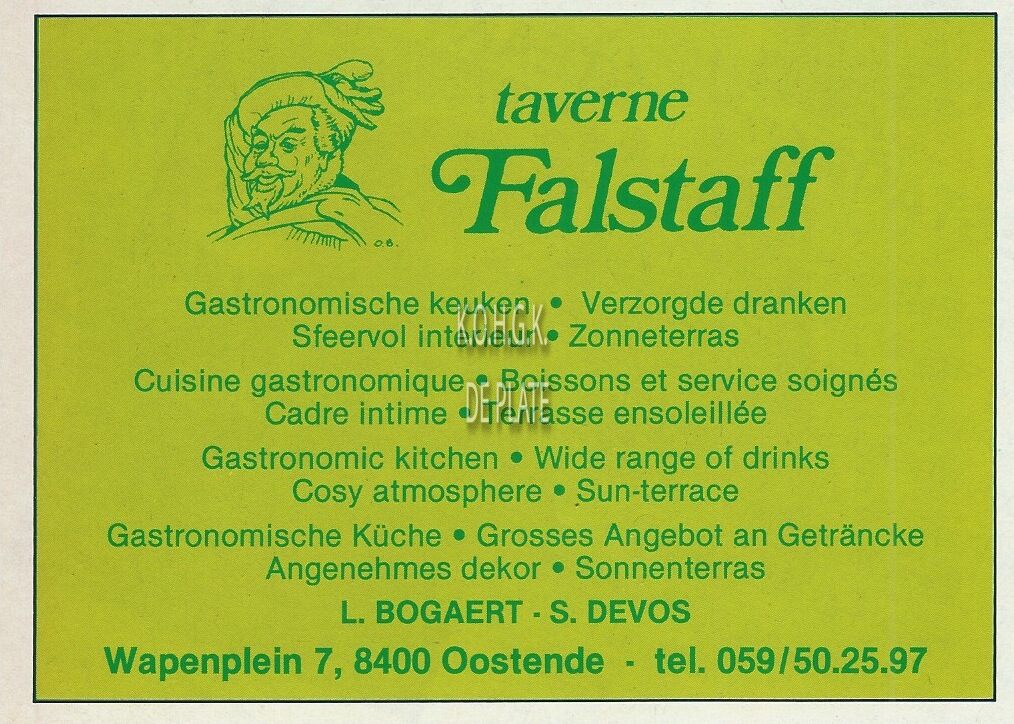 taverne
Falstaff
O.B.
Gastronomische keuken • Verzorgde dranken
Sfeervol interieur • Zonneterras
Cuisine gastronomique • Boissons et service soignés
Cadre intime • Terrasse ensoleillée
Gastronomic kitchen • Wide range of drinks
Cosy atmosphere • Sun-terrace
Gastronomische Küche • Grosses Angebot an Geträncke
Angenehmes dekor • Sonnenterras
L. BOGAERT - S. DEVOS
Wapenplein 7, 8400 Oostende - tel. 059/50.25.97
K.O.H.G.K.
DE PLATE